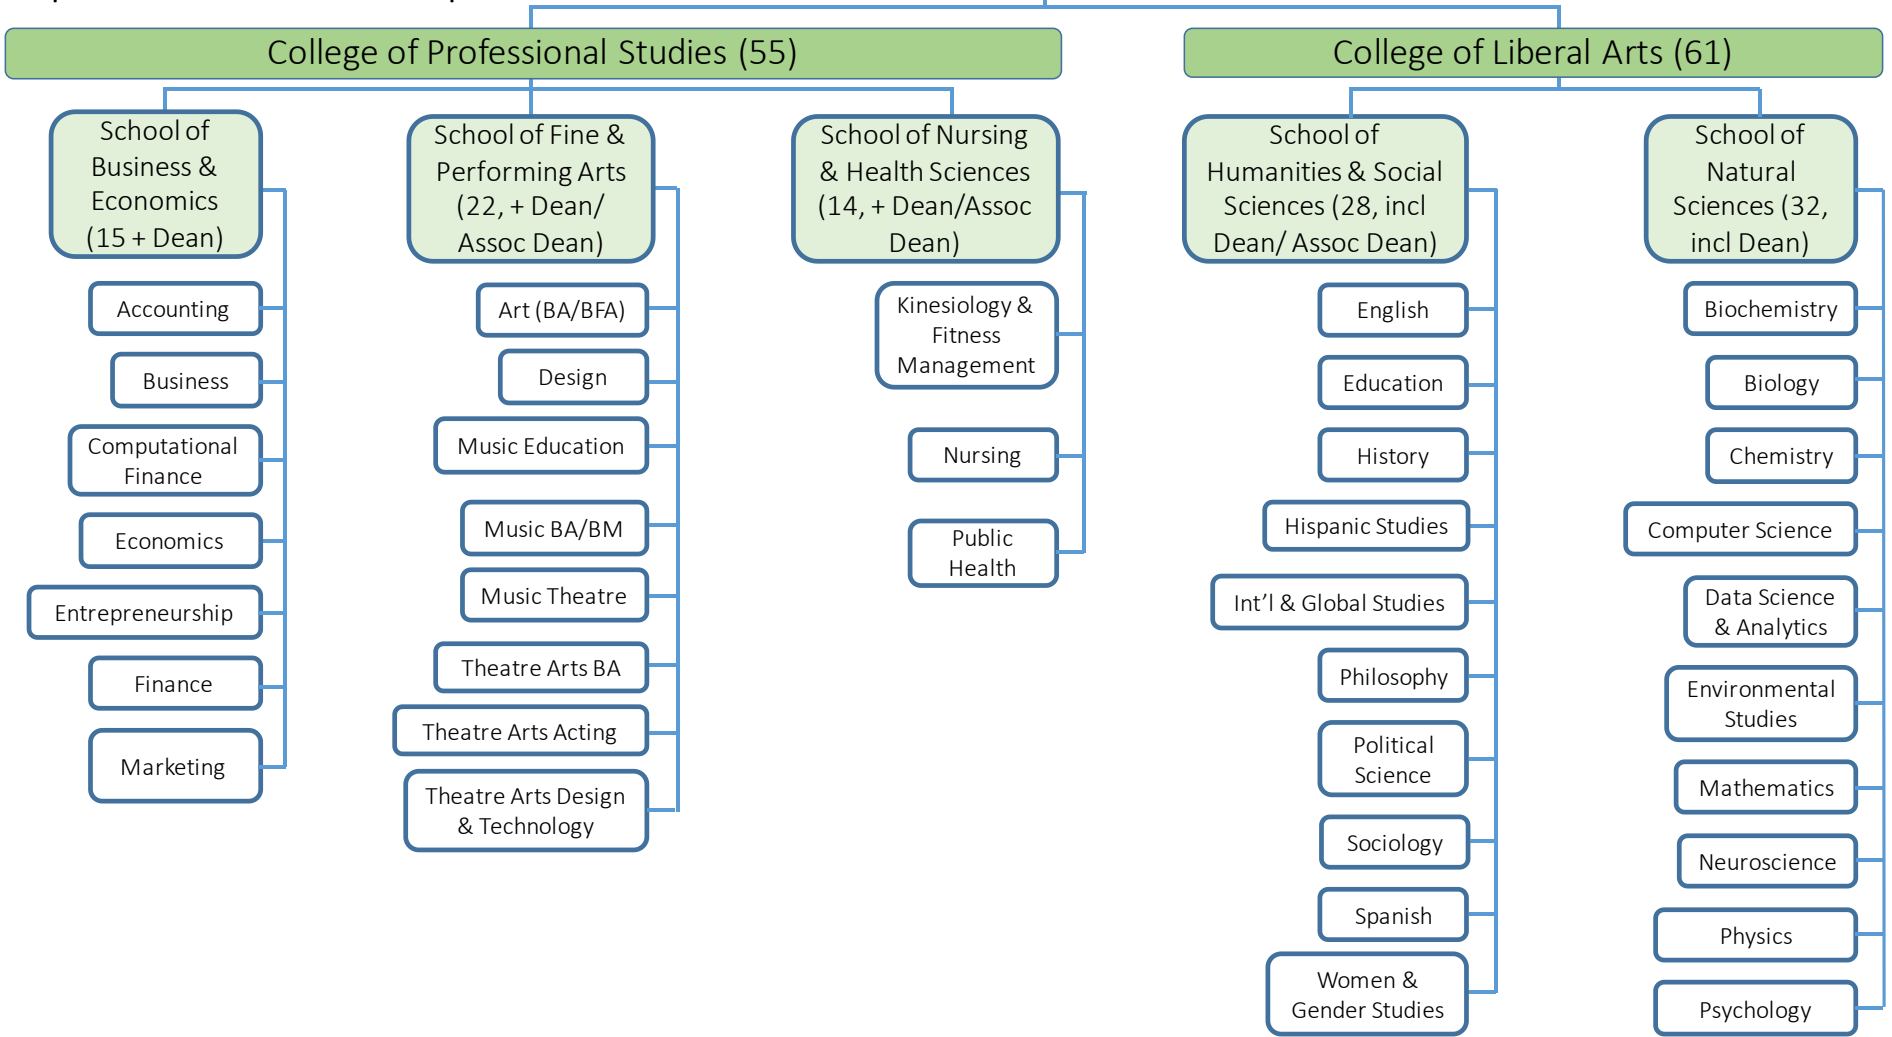 College of Professional Studies (55)
College of Liberal Arts (61)
School of
Business &
Economics
(15 + Dean)
Accounting
Business
Computational
Finance
Economics
Entrepreneurship
Finance
Marketing
School of Fine &
Performing Arts
(22, + Dean/
Assoc Dean)
Art (BA/BFA)
Design
Music Education
Music BA/BM
Music Theatre
Theatre Arts BA
Theatre Arts Acting
Theatre Arts Design
& Technology
School of Nursing
& Health Sciences
(14, + Dean/Assoc
Dean)
Kinesiology &
Fitness
Management
Nursing
Public
Health
School of
Humanities & Social
Sciences (28, incl
Dean/ Assoc Dean)
English
Education
History
Hispanic Studies
Int’l & Global Studies
Philosophy
Political
Science
Sociology
Spanish
Women &
Gender Studies
School of
Natural
Sciences (32,
incl Dean)
Biochemistry
Biology
Chemistry
Computer Science
Data Science
& Analytics
Environmental
Studies
Mathematics
Neuroscience
Physics
Psychology